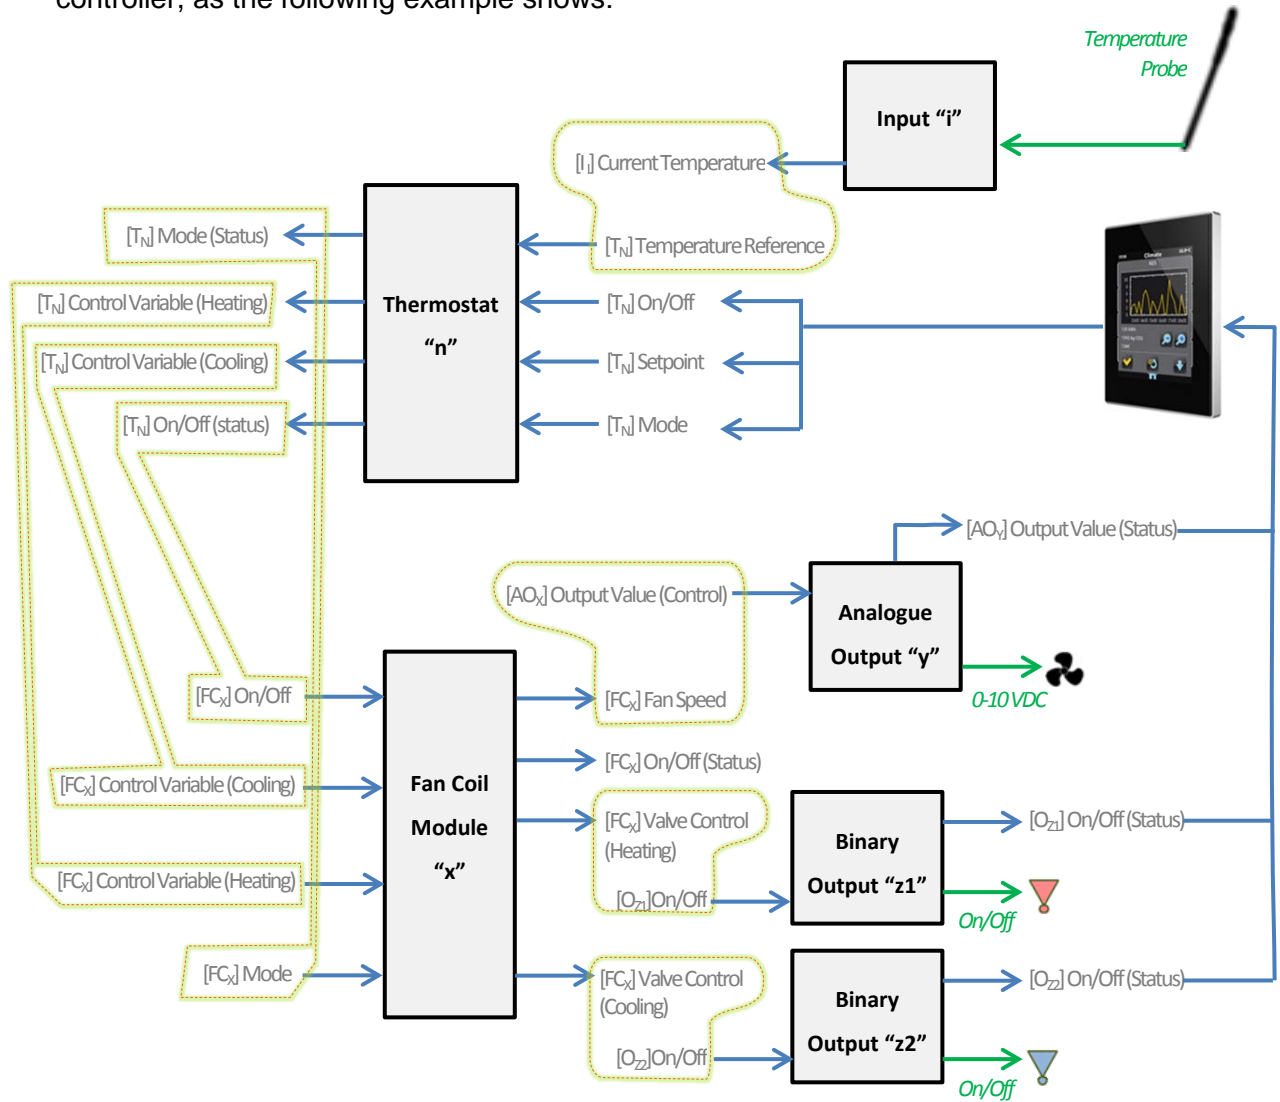 controller, as the following example shows:
Temperature
Probe
Input “i”
[Ii] Current Temperature
[TN] Mode (Status)
[TN] Temperature Reference
[TN] Control Variable (Heating)
Thermostat
“n”
[TN] On/Off
[TN] Control Variable (Cooling)
[TN] Setpoint
[TN] On/Off (status)
[TN] Mode
Climate
[AOY] Output Value (Status)
[AOX] Output Value (Control)
Analogue
Output “y”
0-10 VDC
[FCX] On/Off
[FCX] Fan Speed
[FCX] On/Off (Status)
[FCX] Control Variable (Cooling)
Fan Coil
Module
“x”
[FCX] Valve Control
(Heating)
[OZ1]On/Off
Binary
Output “z1”
[OZ1] On/Off (Status)
On/Off
[FCX] Control Variable (Heating)
[FCX] Mode
[FCX] Valve Control
(Cooling)
[OZ2]On/Off
Binary
Output “z2”
[OZ2] On/Off (Status)
On/Off